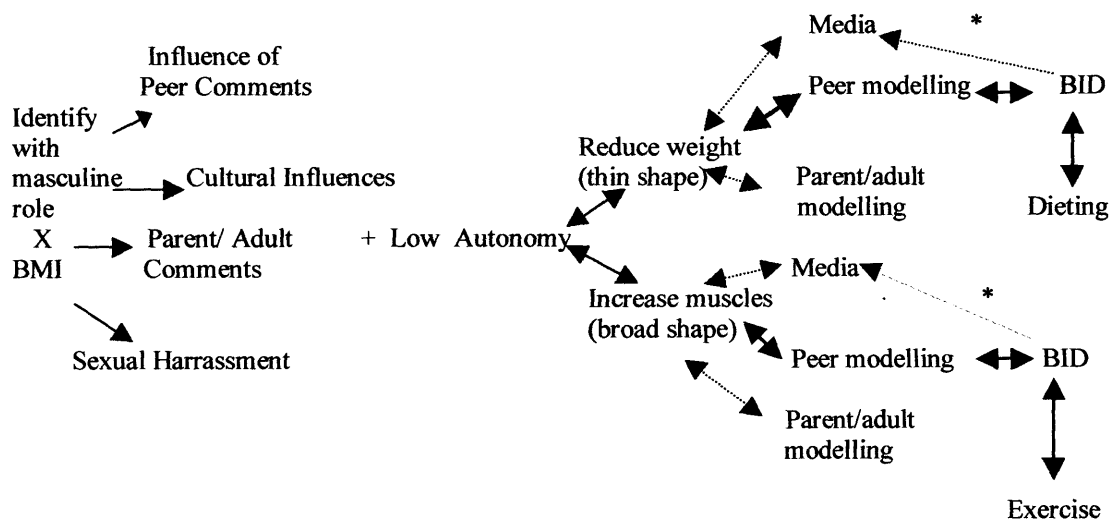 Influence of
Peer Comments
Identify
with
masculine
role
X
BMI
Cultural Influences
Parent/ Adult
Comments
Sexual Harrassment
+ Low Autonomy
Reduce weight
(thin shape)
Media
*
Peer modelling
BID
Parent/adult
modelling
Dieting
Increase muscles
(broad shape)
Media
*
Peer modelling
BID
Parent/adult
modelling
Exercise